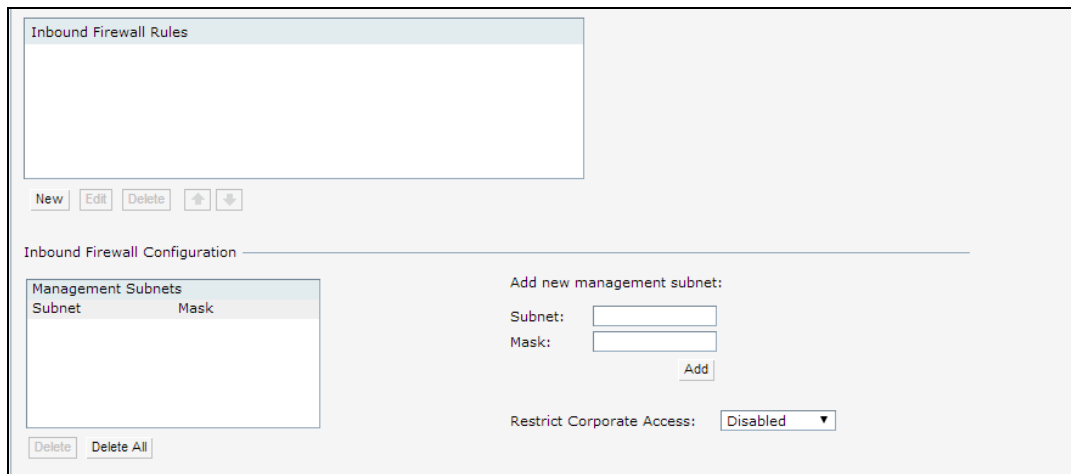 Inbound Firewall Rules
New Edit Delete
Inbound Firewall Configuration
Management Subnets
Subnet Mask
Delete Delete All
Add new management subnet:
Subnet:
Mask:
Add
Restrict Corporate Access: Disabled